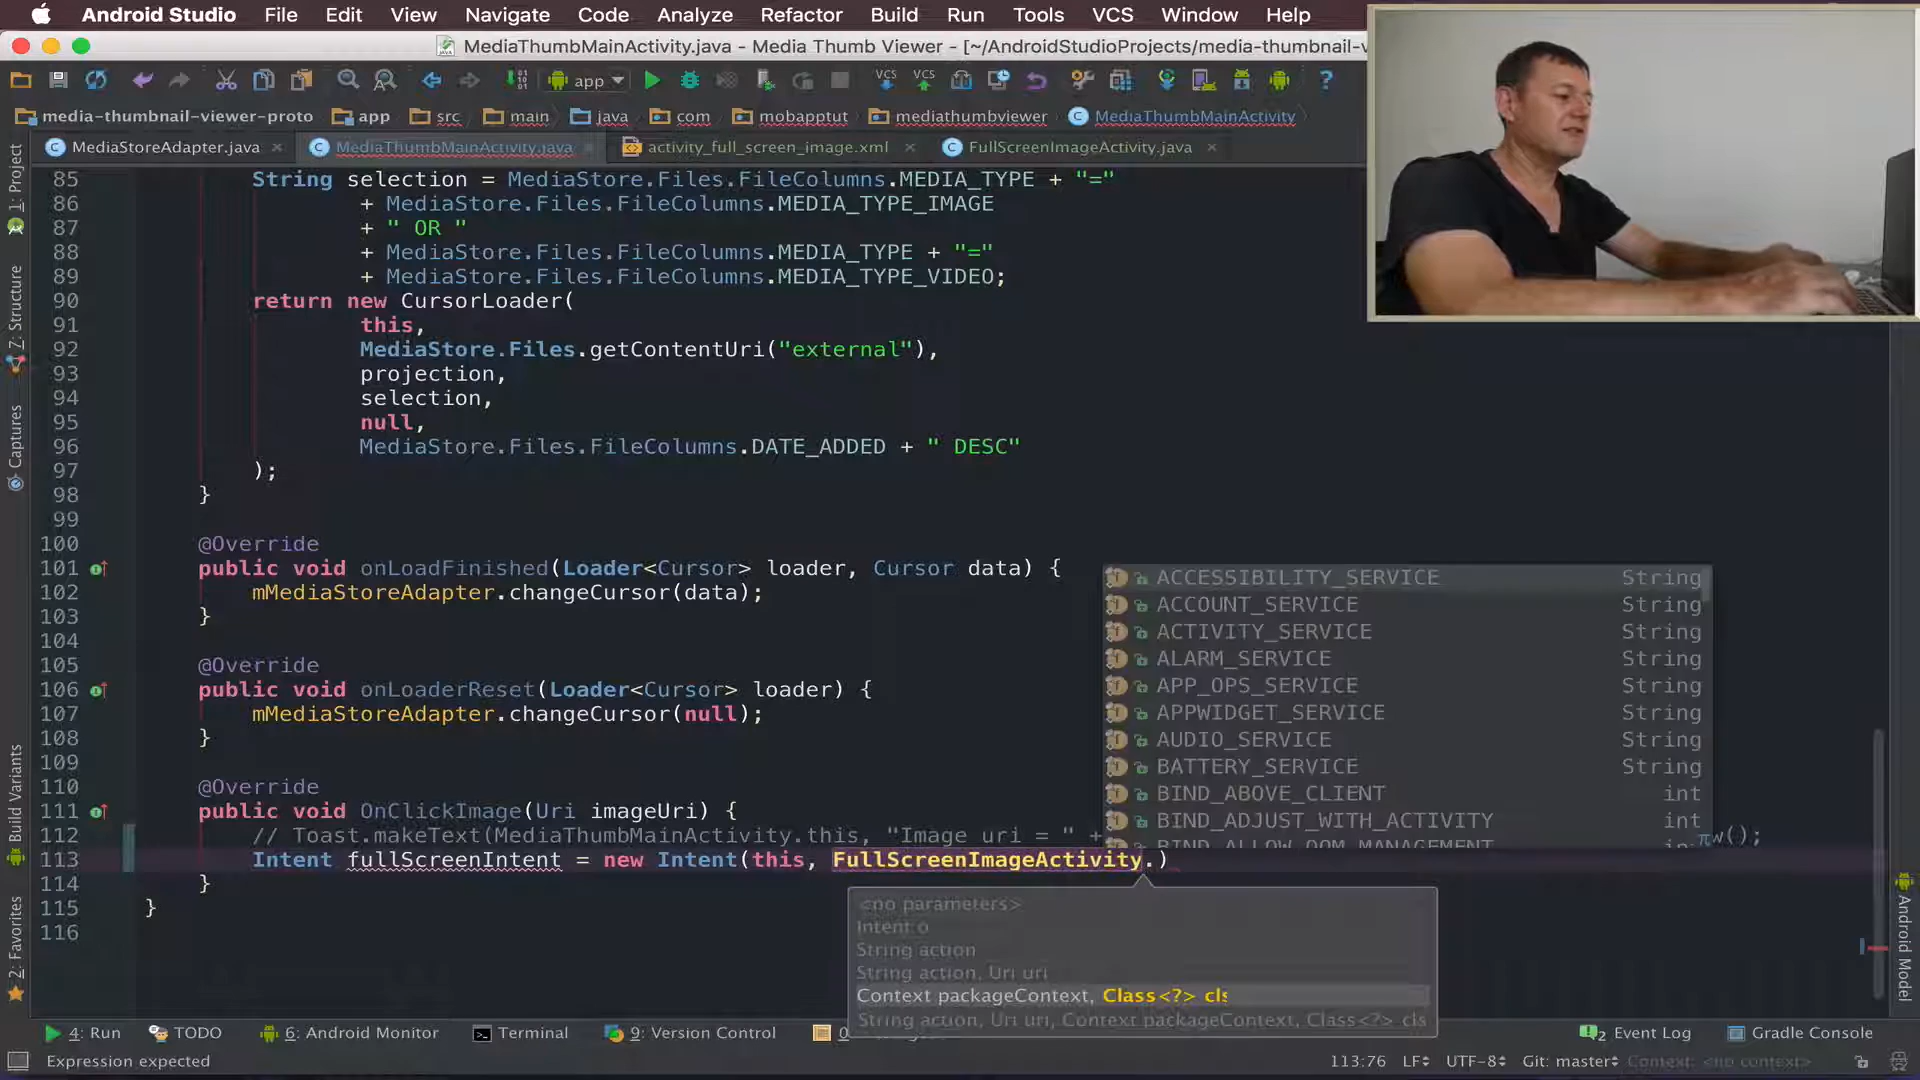 Android Studio File Edit View Navigate Code Analyze Refactor Build Run Tools VCS Window Help
MediaThumbMainActivity.java - Media Thumb Viewer - [~/AndroidStudioProjects/media-thumbnail-v
app VCS VCS ?
media-thumbnail-viewer-proto app src main java com mobapptut mediathumbviewer MediaThumbMainActivity
MediaStoreAdapter.java MediaThumbMainActivity.java activity_full_screen_image.xml FullScreenImageActivity.java
1: Project
7: Structure
Captures
Build Variants
2: Favorites
85 String selection = MediaStore.Files.FileColumns.MEDIA_TYPE + "="
86 + MediaStore.Files.FileColumns.MEDIA_TYPE_IMAGE
87 + " OR "
88 + MediaStore.Files.FileColumns.MEDIA_TYPE + "="
89 + MediaStore.Files.FileColumns.MEDIA_TYPE_VIDEO;
90 return new CursorLoader(
91 this,
92 MediaStore.Files.getContentUri("external"),
93 projection,
94 selection,
95 null,
96 MediaStore.Files.FileColumns.DATE_ADDED + " DESC"
97 );
98 }
99
100 @Override
101 public void onLoadFinished(Loader<Cursor> loader, Cursor data) {
102 mMediaStoreAdapter.changeCursor(data);
103 }
104
105 @Override
106 public void onLoaderReset(Loader<Cursor> loader) {
107 mMediaStoreAdapter.changeCursor(null);
108 }
109
110 @Override
111 public void OnClickImage(Uri imageUri) {
112 // Toast.makeText(MediaThumbMainActivity.this, "Image uri = " + w();
113 Intent fullScreenIntent = new Intent(this, FullScreenImageActivity.)
114 }
115 }
116
ACCESSIBILITY_SERVICE String
ACCOUNT_SERVICE String
ACTIVITY_SERVICE String
ALARM_SERVICE String
APP_OPS_SERVICE String
APPWIDGET_SERVICE String
AUDIO_SERVICE String
BATTERY_SERVICE String
BIND_ABOVE_CLIENT int
BIND_ADJUST_WITH_ACTIVITY int
BIND_ALLOW_OOM_MANAGEMENT
π
<no parameters>
Intent o
String action
String action, Uri uri
Context packageContext, Class<?> cls
String action, Uri uri, Context packageContext, Class<?> cls
Android Model
4: Run TODO 6: Android Monitor Terminal 9: Version Control 0 2 Event Log Gradle Console
Expression expected 113:76 LF UTF-8 Git: master Context: <no context>